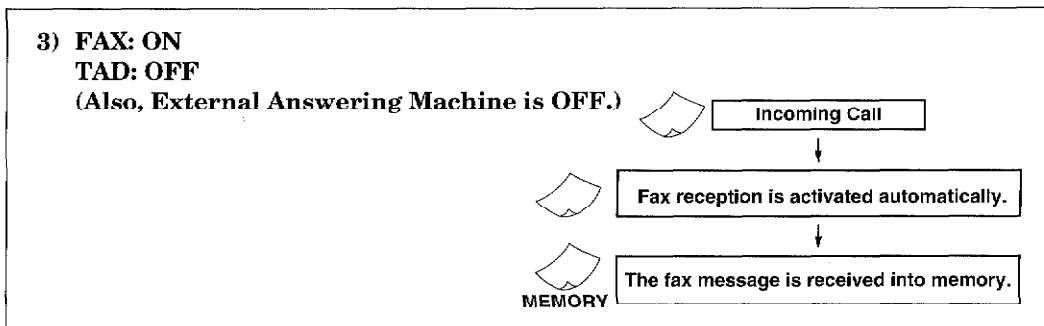 3) FAX: ON
TAD: OFF
(Also, External Answering Machine is OFF.)
Incoming Call
Fax reception is activated automatically.
The fax message is received into memory.
MEMORY